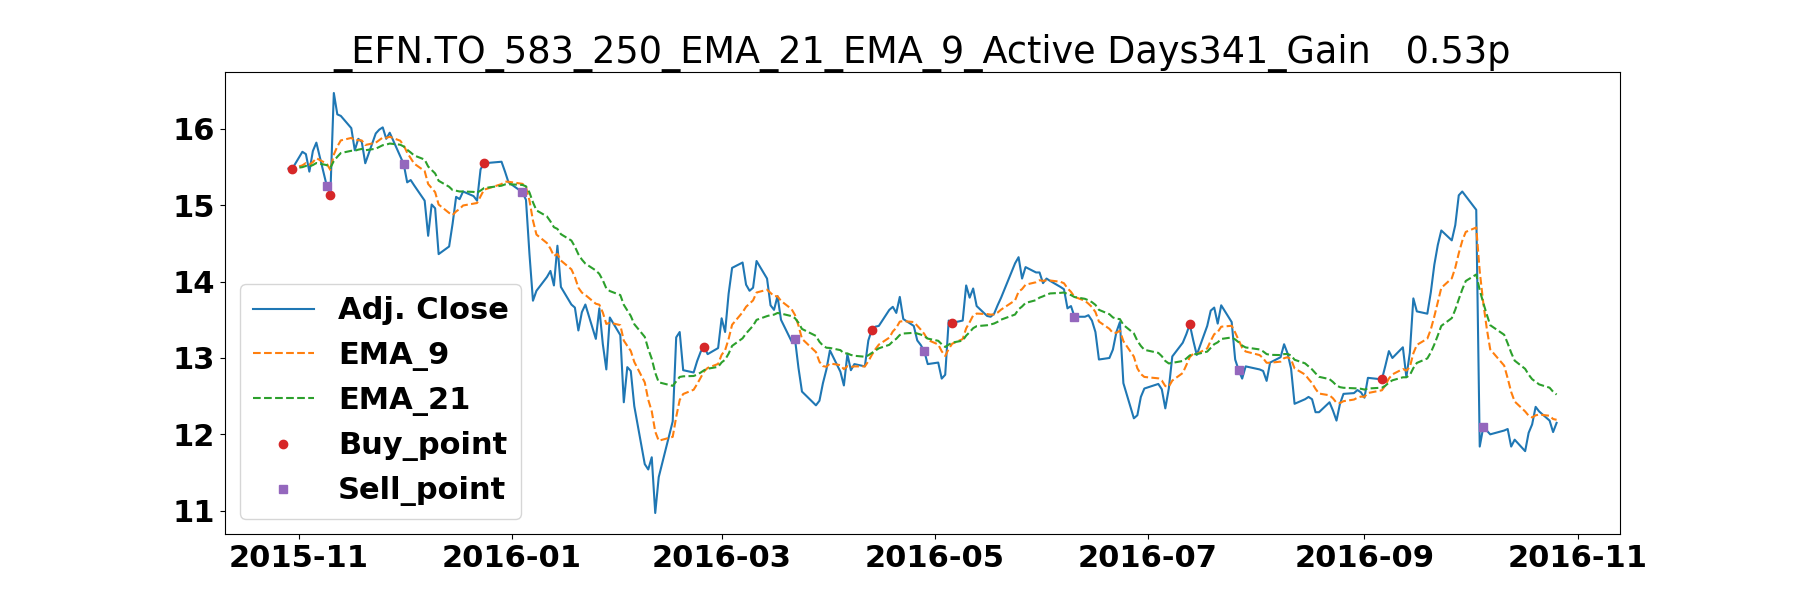 _EFN.TO_583_250_EMA_21_EMA_9_Active Days341_Gain   0.53p
16
15
14
13
12
11
Adj. Close
EMA_9
EMA_21
Buy_point
Sell_point
2015-11 2016-01 2016-03 2016-05 2016-07 2016-09 2016-11